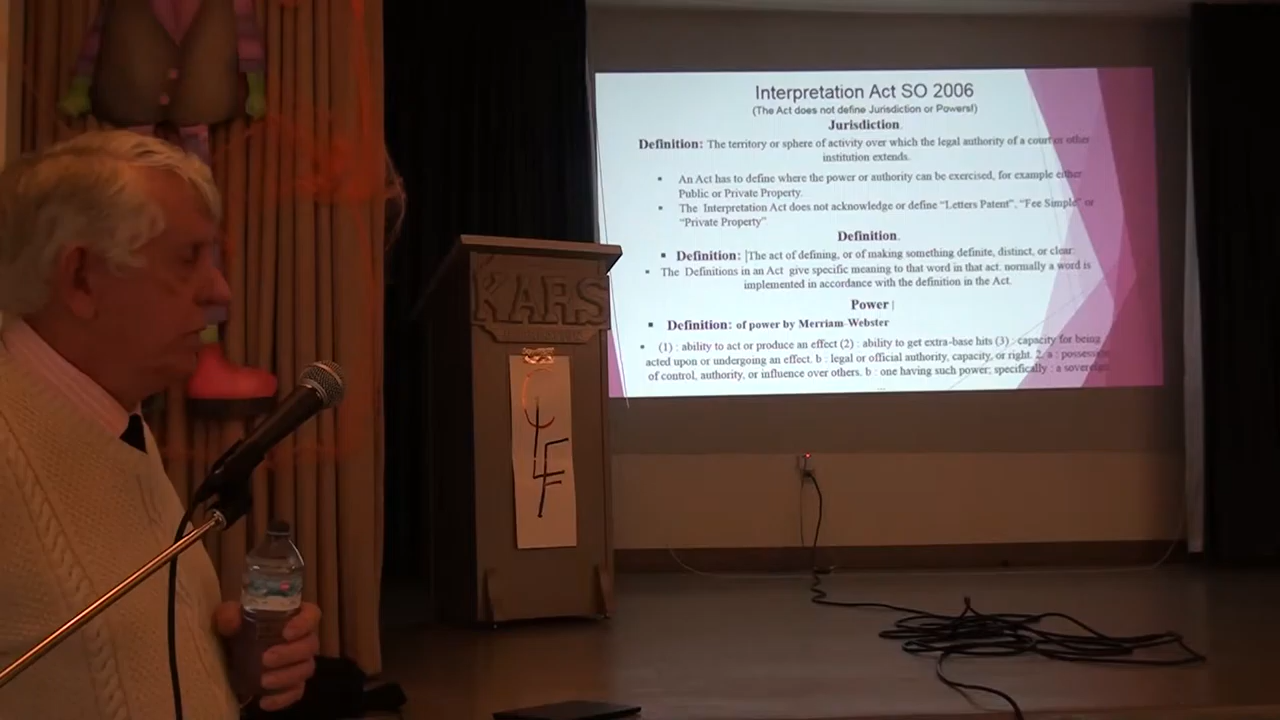 Interpretation Act SO 2006
(The Act does not define Jurisdiction or Powers!)
Jurisdiction.
Definition: The territory or sphere of activity over which the legal authority of a court or other
institution extends.
▪ An Act has to define where the power or authority can be exercised, for example either
Public or Private Property.
▪ The Interpretation Act does not acknowledge or define "Letters Patent", "Fee Simple" or
"Private Property"
Definition.
▪ Definition: The act of defining, or of making something definite, distinct, or clear.
▪ The Definitions in an Act give specific meaning to that word in that act. normally a word is
implemented in accordance with the definition in the Act.
Power
▪ Definition: of power by Merriam-Webster
▪ (1) : ability to act or produce an effect (2) : ability to get extra-base hits (3) : capacity for being
acted upon or undergoing an effect. b : legal or official authority, capacity, or right. 2. a :
of control, authority, or influence over others. b : one having such power; specifically : a
KARS